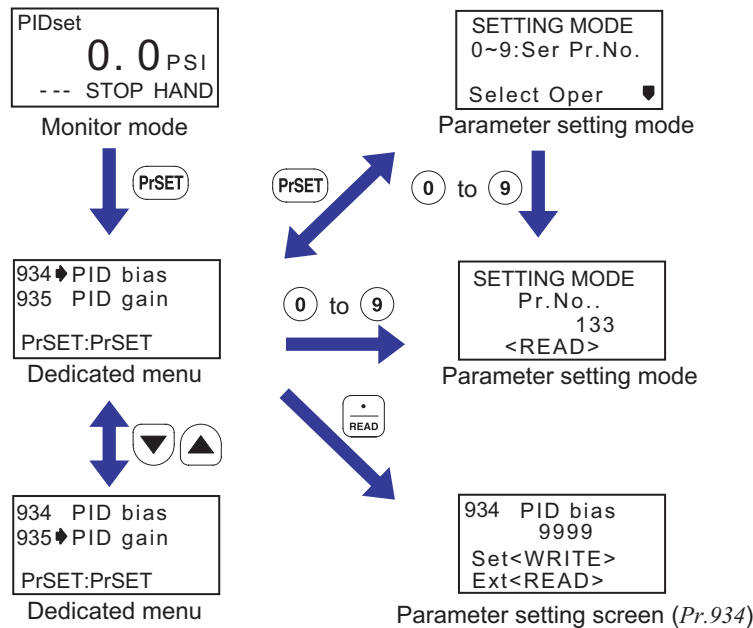 PIDset
0. 0 PSI
--- STOP HAND
Monitor mode
SETTING MODE
0~9:Ser Pr.No.
Select Oper
Parameter setting mode
PrSET
PrSET
0 to 9
934 PID bias
935 PID gain
PrSET:PrSET
Dedicated menu
0 to 9
SETTING MODE
Pr.No..
133
<READ>
Parameter setting mode
READ
934 PID bias
935 PID gain
PrSET:PrSET
Dedicated menu
934 PID bias
9999
Set<WRITE>
Ext<READ>
Parameter setting screen (Pr.934)